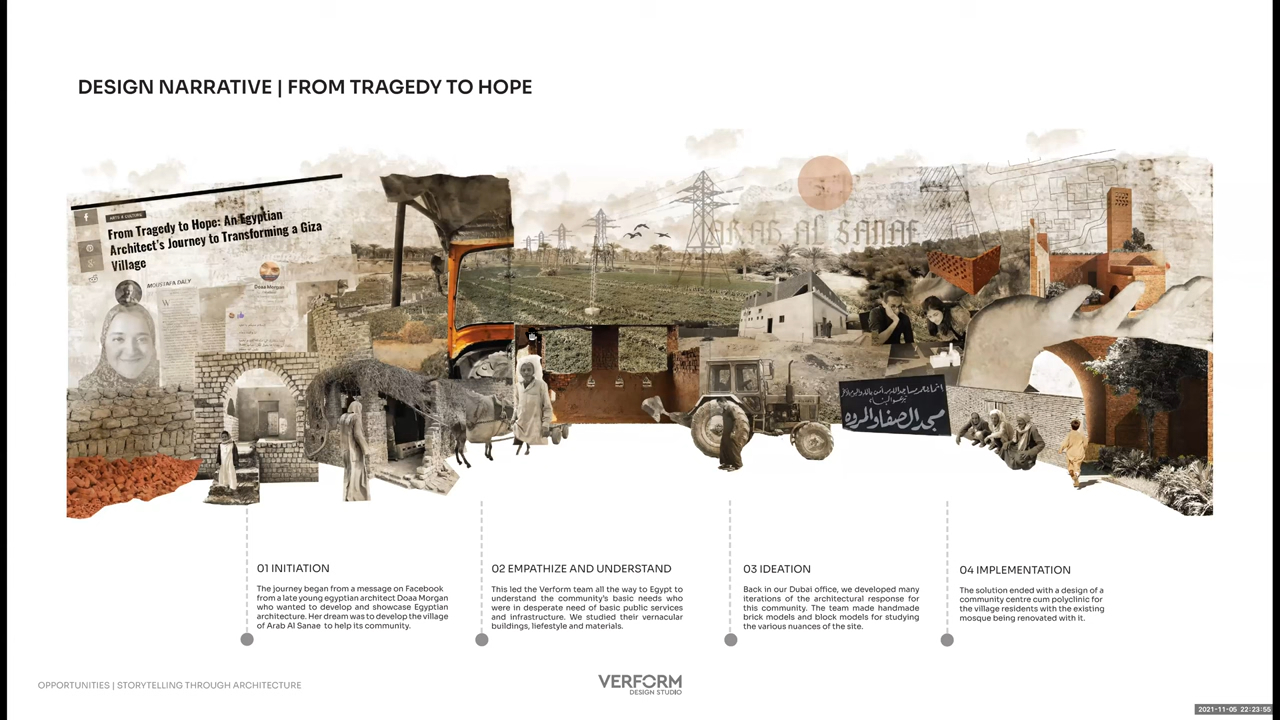 DESIGN NARRATIVE | FROM TRAGEDY TO HOPE
ARTS & CULTURE
From Tragedy to Hope: An Egyptian
Architect's Journey to Transforming a Giza
Village
MOUSTAFA DALY
Doaa Morgan
ARAB AL SANAE
مسجد الصفا والمروه
01 INITIATION
The journey began from a message on Facebook
from a late young egyptian architect Doaa Morgan
who wanted to develop and showcase Egyptian
architecture. Her dream was to develop the village
of Arab Al Sanae to help its community.
02 EMPATHIZE AND UNDERSTAND
This led the Verform team all the way to Egypt to
understand the community's basic needs who
were in desperate need of basic public services
and infrastructure. We studied their vernacular
buildings, liefestyle and materials.
03 IDEATION
Back in our Dubai office, we developed many
iterations of the architectural response for
this community. The team made handmade
brick models and block models for studying
the various nuances of the site.
04 IMPLEMENTATION
The solution ended with a design of a
community centre cum polyclinic for
the village residents with the existing
mosque being renovated with it.
OPPORTUNITIES | STORYTELLING THROUGH ARCHITECTURE
VERFORM
DESIGN STUDIO
2021-11-05 22:23:55